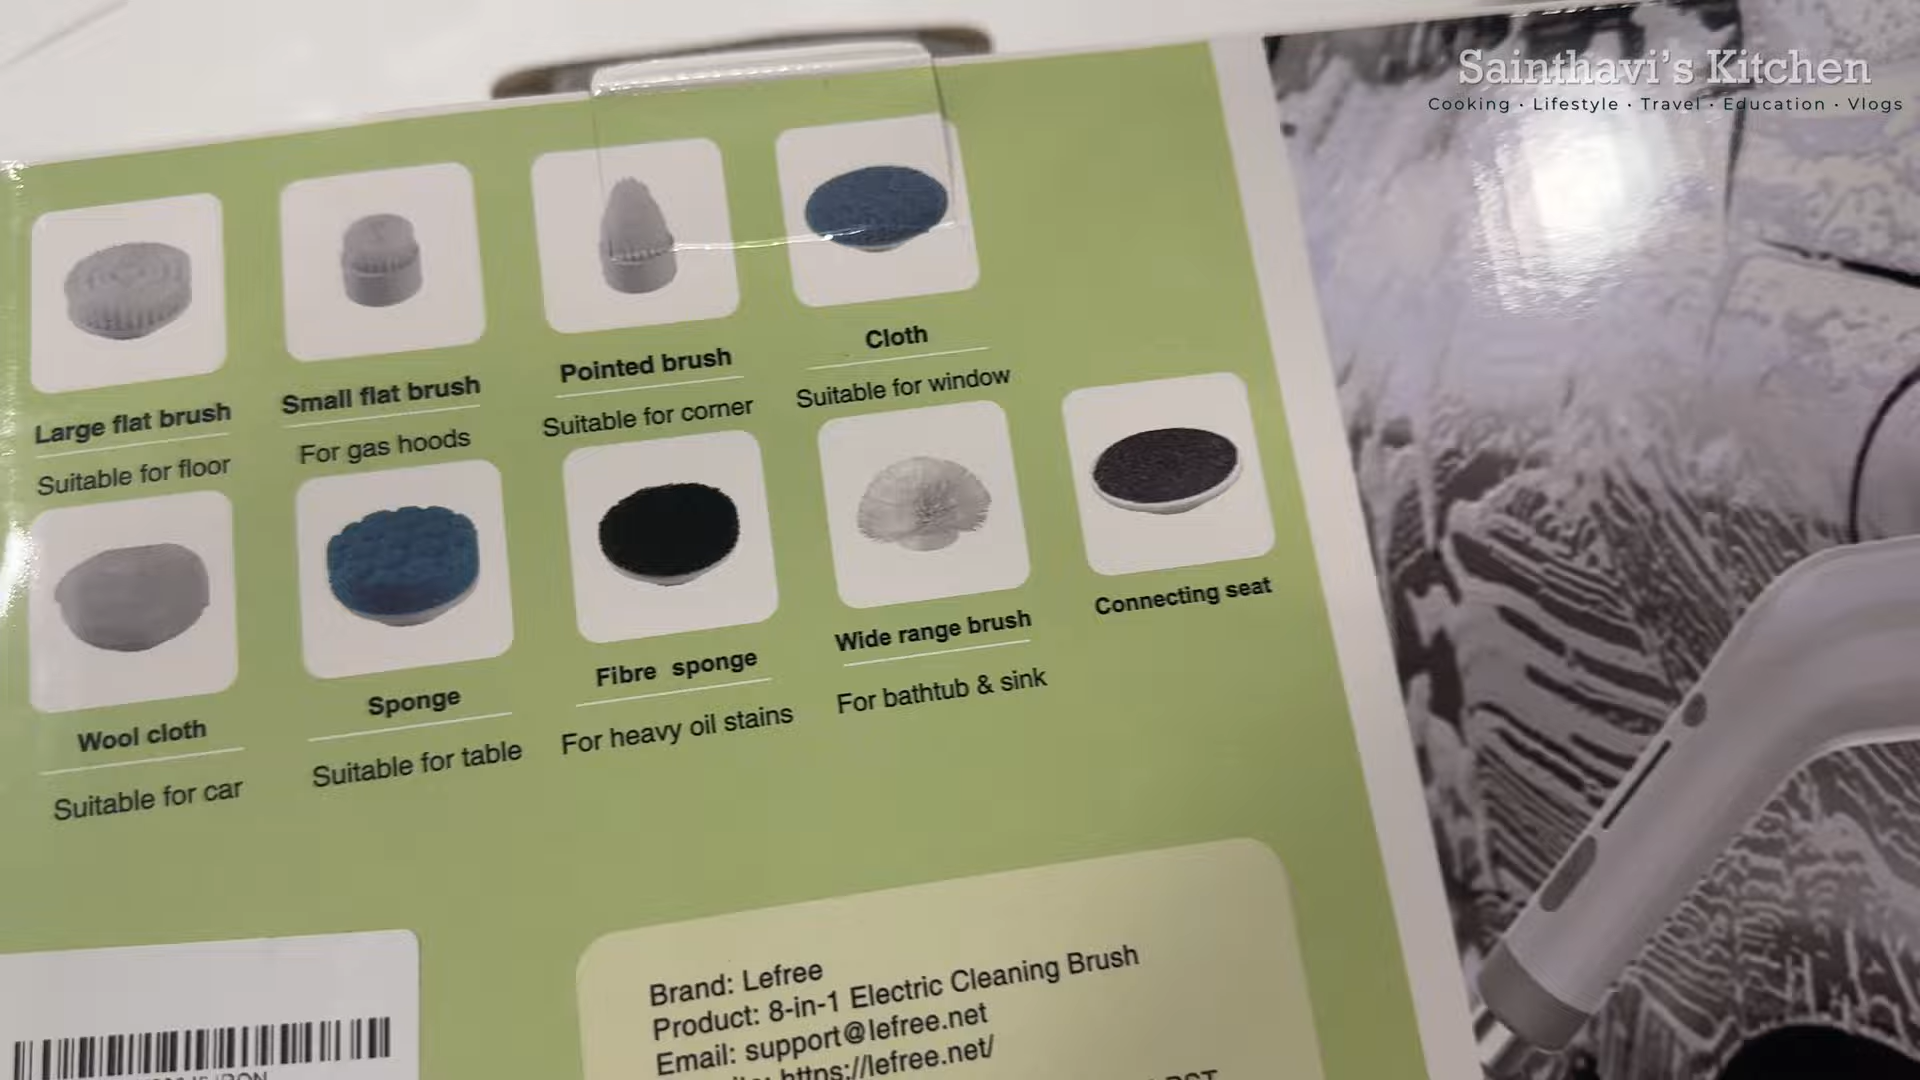 Sainthavi's Kitchen
Cooking · Lifestyle · Travel · Education · Vlogs
Large flat brush
Suitable for floor
Small flat brush
For gas hoods
Pointed brush
Suitable for corner
Cloth
Suitable for window
Wool cloth
Suitable for car
Sponge
Suitable for table
Fibre sponge
For heavy oil stains
Wide range brush
For bathtub & sink
Connecting seat
Brand: Lefree
Product: 8-in-1 Electric Cleaning Brush
Email: support@lefree.net
https://lefree.net/